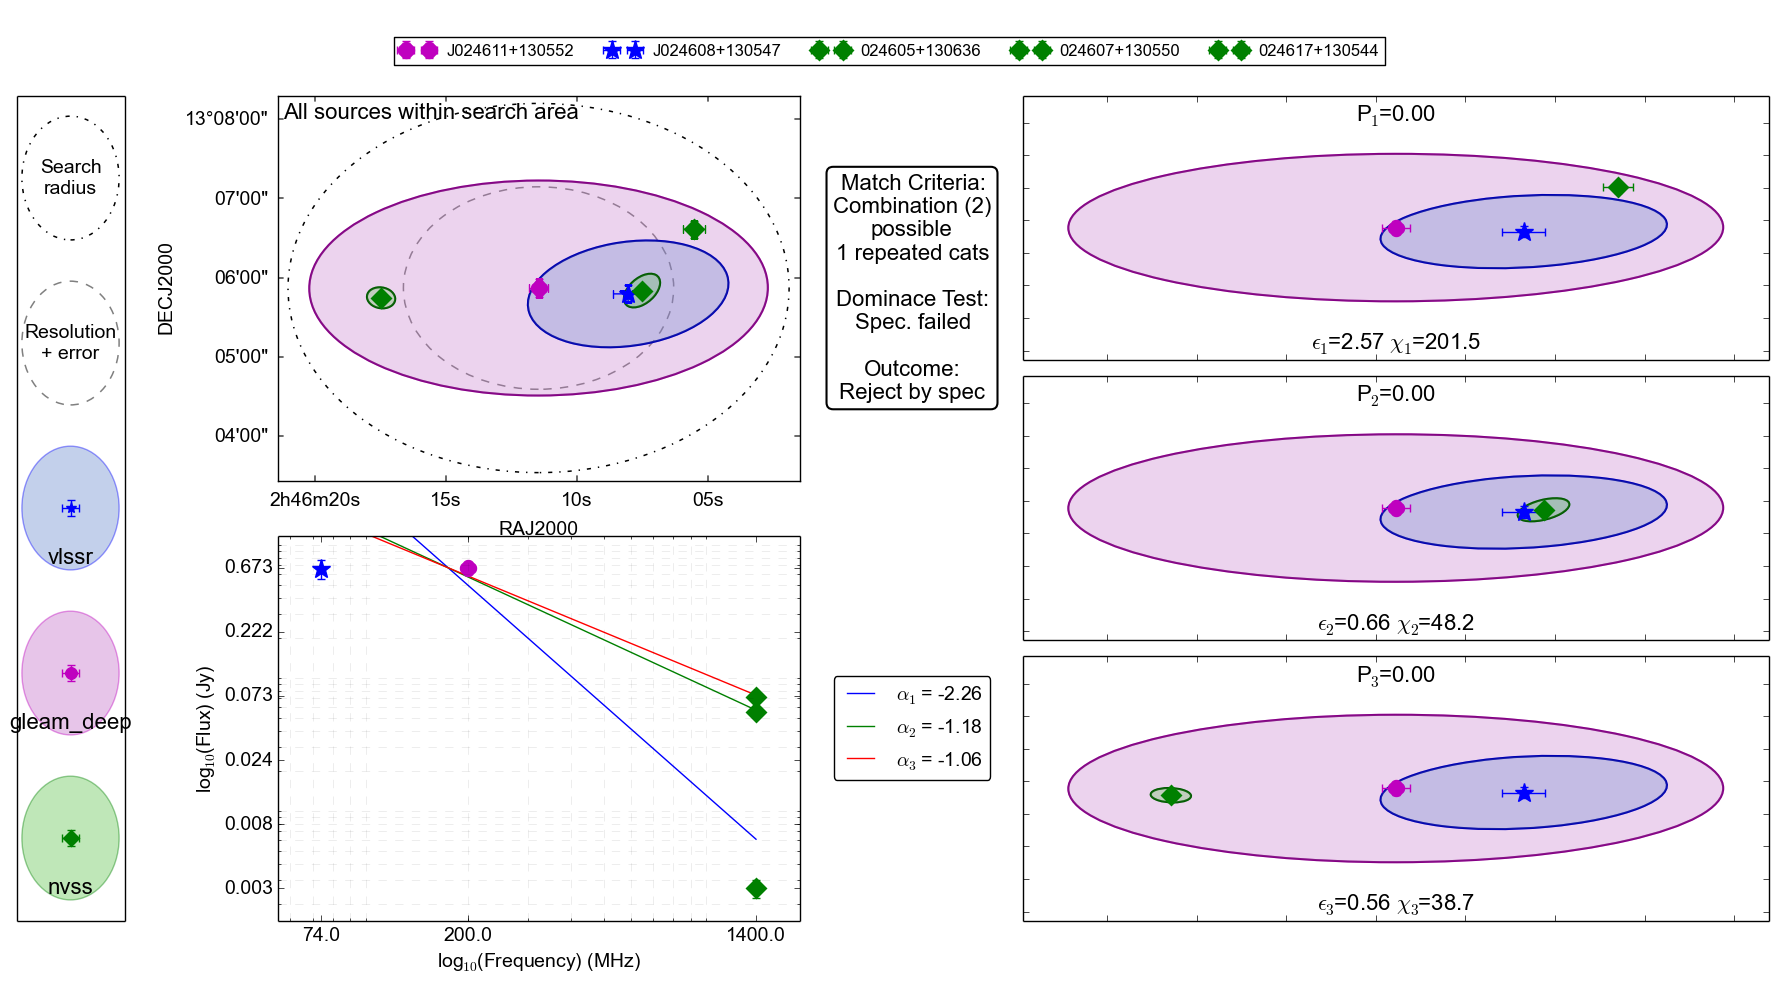 J024611+130552 J024608+130547 024605+130636 024607+130550 024617+130544
Search
radius
Resolution
+ error
vlssr
gleam_deep
nvss
All sources within search area
13°08'00"
07'00"
06'00"
05'00"
04'00"
DECJ2000
2h46m20s 15s 10s 05s
RAJ2000
Match Criteria:
Combination (2)
possible
1 repeated cats
Dominace Test:
Spec. failed
Outcome:
Reject by spec
0.673
0.222
0.073
0.024
0.008
0.003
log10(Flux) (Jy)
74.0 200.0 1400.0
log10(Frequency) (MHz)
α1 = -2.26
α2 = -1.18
α3 = -1.06
P1=0.00
ϵ1=2.57 χ1=201.5
P2=0.00
ϵ2=0.66 χ2=48.2
P3=0.00
ϵ3=0.56 χ3=38.7